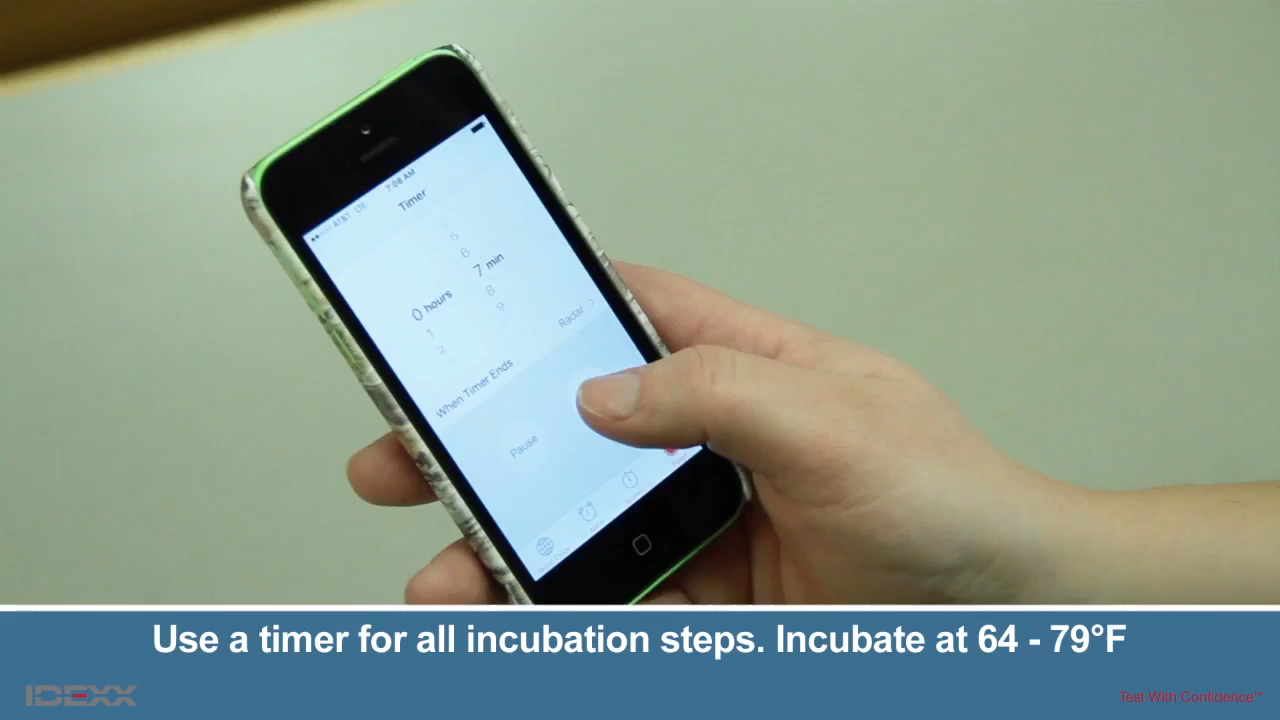 ●●○○○ AT&T LTE 7:08 AM
Timer
6
6
0 hours 7 min
1 8
2 9
When Timer Ends Radar >
Pause
Use a timer for all incubation steps. Incubate at 64 - 79°F
IDEXX
Test With Confidence™